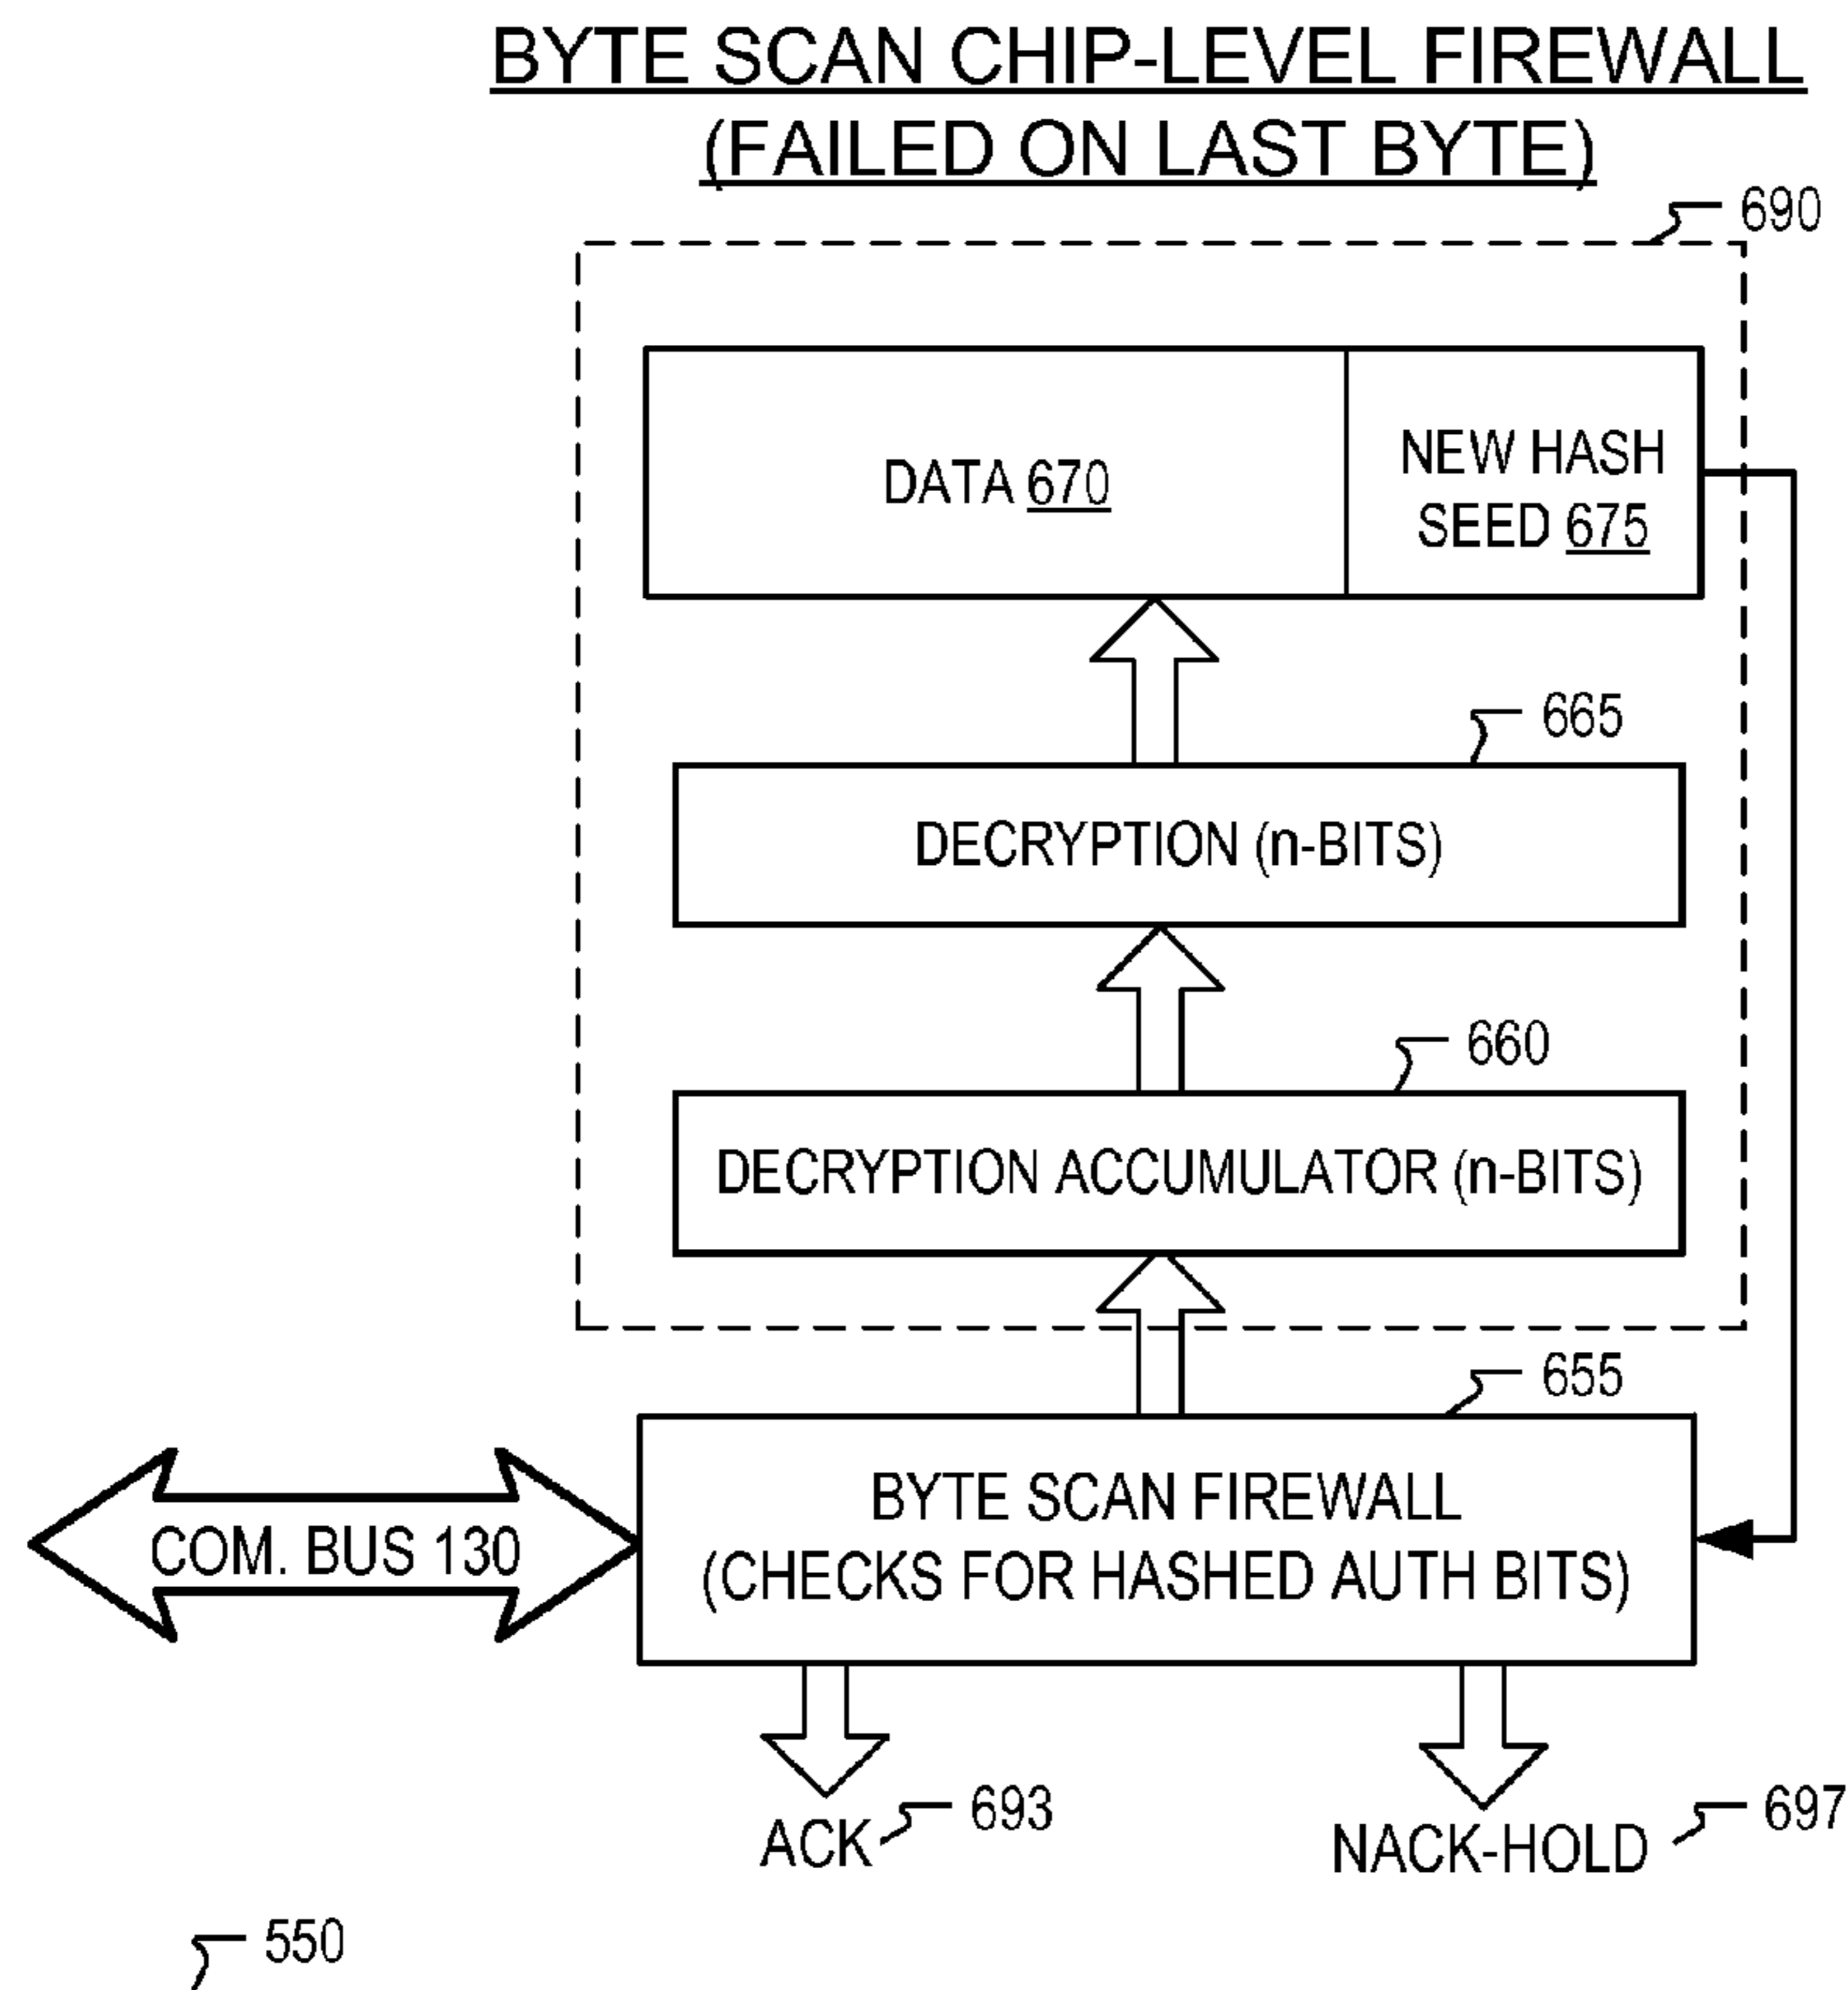 BYTE SCAN CHIP-LEVEL FIREWALL
(FAILED ON LAST BYTE)
690
DATA 670
NEW HASH
SEED 675
665
DECRYPTION (n-BITS)
660
DECRYPTION ACCUMULATOR (n-BITS)
655
BYTE SCAN FIREWALL
(CHECKS FOR HASHED AUTH BITS)
COM. BUS 130
693
ACK
697
NACK-HOLD
550